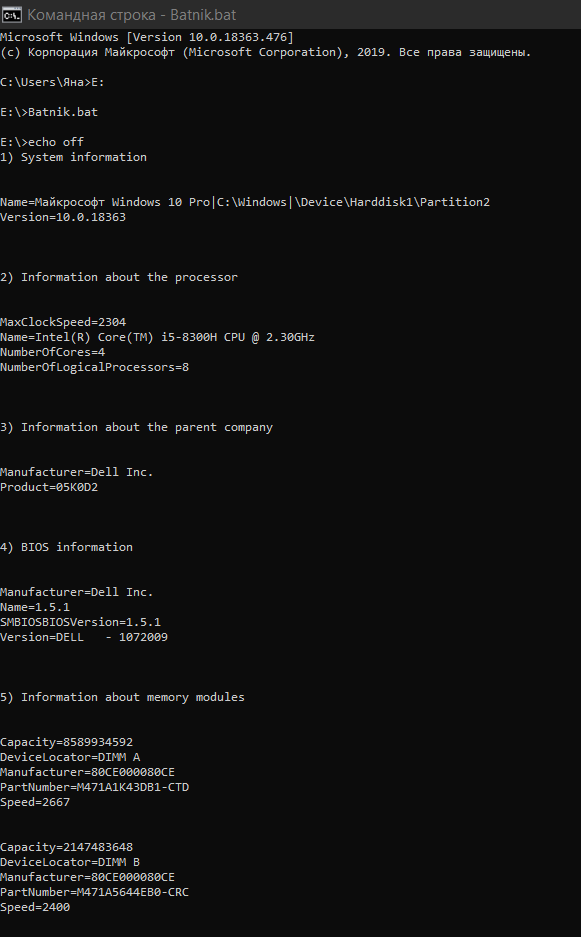 Командная строка - Batnik.bat
Microsoft Windows [Version 10.0.18363.476]
(c) Корпорация Майкрософт (Microsoft Corporation), 2019. Все права защищены.
C:\Users\Яна>E:
E:\>Batnik.bat
E:\>echo off
1) System information
Name=Майкрософт Windows 10 Pro|C:\Windows|\Device\Harddisk1\Partition2
Version=10.0.18363
2) Information about the processor
MaxClockSpeed=2304
Name=Intel(R) Core(TM) i5-8300H CPU @ 2.30GHz
NumberOfCores=4
NumberOfLogicalProcessors=8
3) Information about the parent company
Manufacturer=Dell Inc.
Product=05K0D2
4) BIOS information
Manufacturer=Dell Inc.
Name=1.5.1
SMBIOSBIOSVersion=1.5.1
Version=DELL   - 1072009
5) Information about memory modules
Capacity=8589934592
DeviceLocator=DIMM A
Manufacturer=80CE000080CE
PartNumber=M471A1K43DB1-CTD
Speed=2667
Capacity=2147483648
DeviceLocator=DIMM B
Manufacturer=80CE000080CE
PartNumber=M471A5644EB0-CRC
Speed=2400